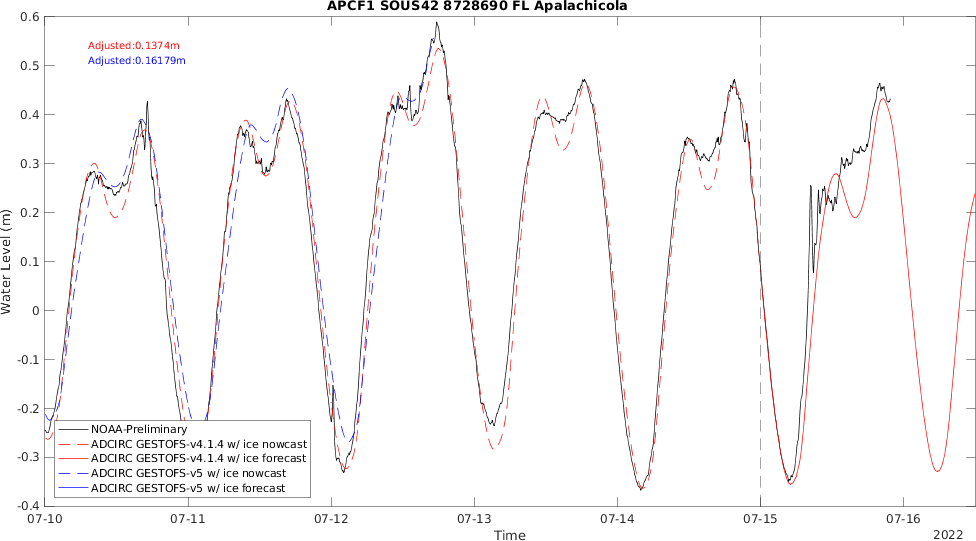 APCF1 SOUS42 8728690 FL Apalachicola
0.6
0.5
0.4
0.3
0.2
0.1
0
-0.1
-0.2
-0.3
-0.4
Water Level (m)
Adjusted:0.1374m
Adjusted:0.16179m
NOAA-Preliminary
ADCIRC GESTOFS-v4.1.4 w/ ice nowcast
ADCIRC GESTOFS-v4.1.4 w/ ice forecast
ADCIRC GESTOFS-v5 w/ ice nowcast
ADCIRC GESTOFS-v5 w/ ice forecast
07-10 07-11 07-12 07-13 07-14 07-15 07-16
Time
2022